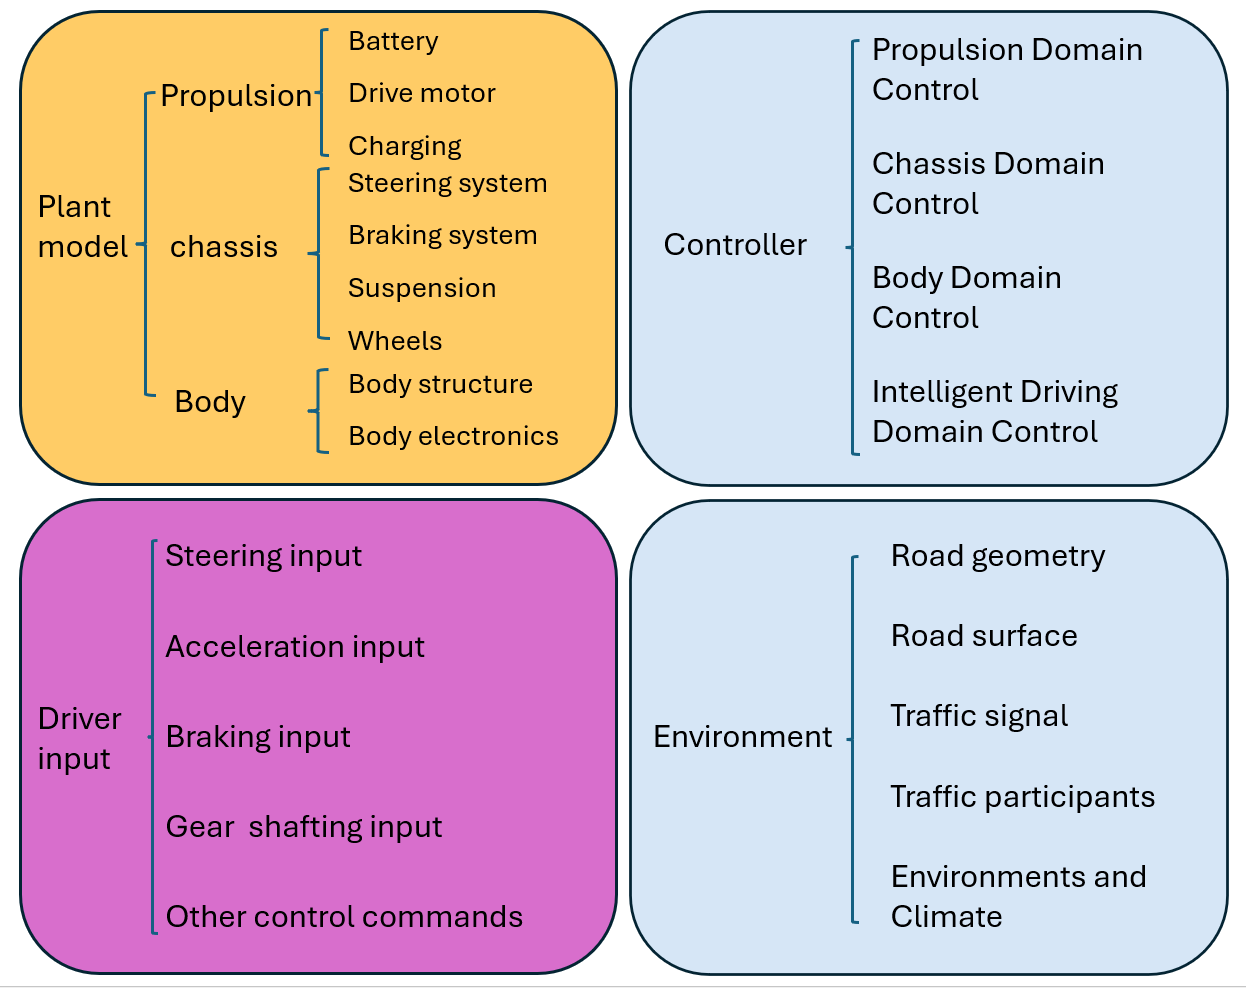 Plant
model
Propulsion
Battery
Drive motor
Charging
chassis
Steering system
Braking system
Suspension
Wheels
Body
Body structure
Body electronics
Controller
Propulsion Domain
Control
Chassis Domain
Control
Body Domain
Control
Intelligent Driving
Domain Control
Driver
input
Steering input
Acceleration input
Braking input
Gear  shafting input
Other control commands
Environment
Road geometry
Road surface
Traffic signal
Traffic participants
Environments and
Climate